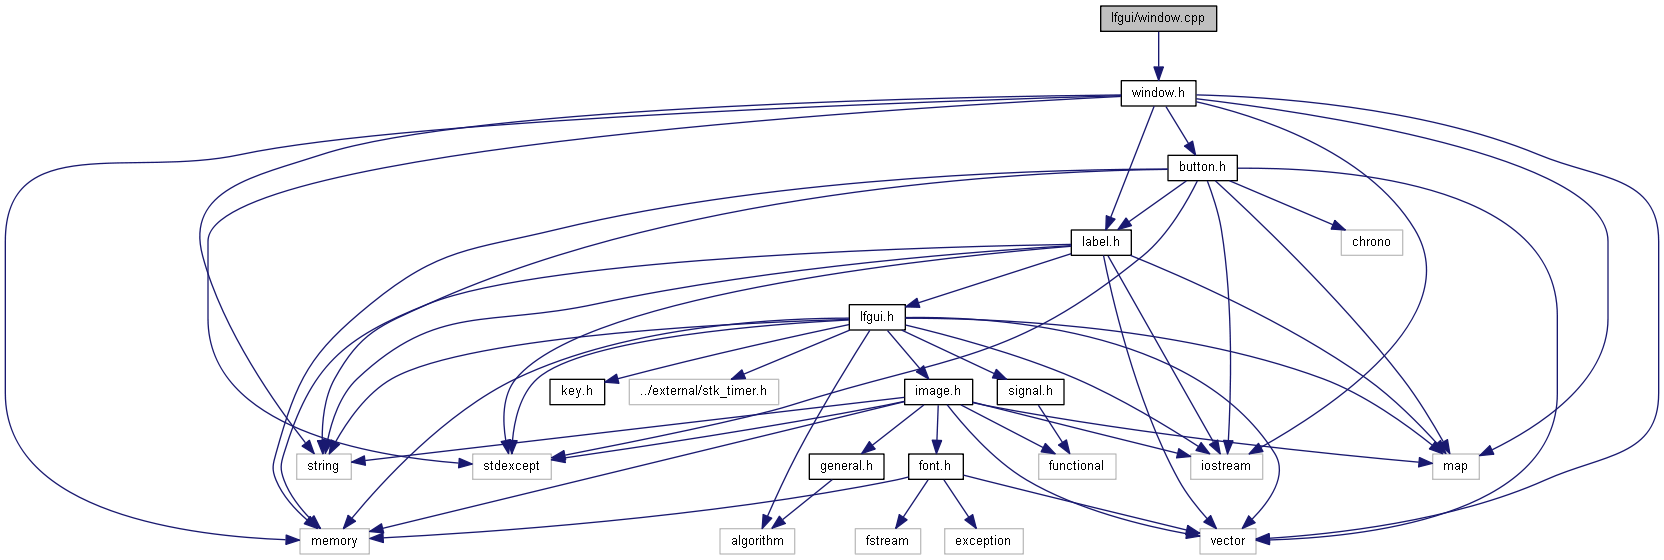 lfgui/window.cpp
window.h
button.h
label.h
chrono
lfgui.h
key.h
../external/stk_timer.h
image.h
signal.h
string
stdexcept
general.h
font.h
functional
iostream
map
memory
algorithm
fstream
exception
vector